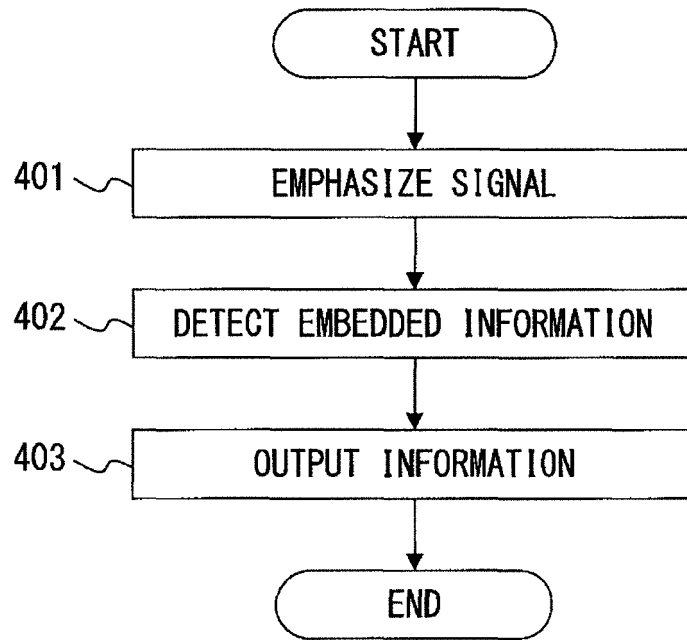 START
401 EMPHASIZE SIGNAL
402 DETECT EMBEDDED INFORMATION
403 OUTPUT INFORMATION
END